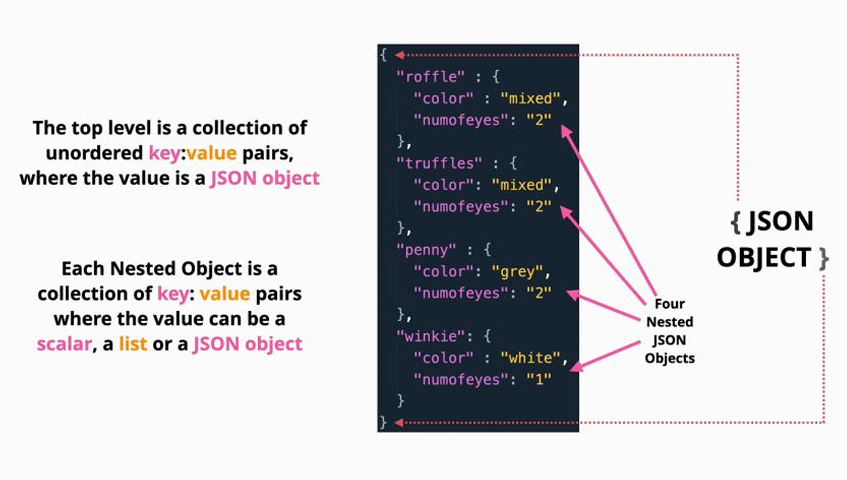 The top level is a collection of
unordered key:value pairs,
where the value is a JSON object
Each Nested Object is a
collection of key: value pairs
where the value can be a
scalar, a list or a JSON object
{
"roffle" : {
"color" : "mixed",
"numofeyes": "2"
},
"truffles" : {
"color": "mixed",
"numofeyes": "2"
},
"penny" : {
"color": "grey",
"numofeyes": "2"
},
"winkie": {
"color" : "white",
"numofeyes": "1"
}
}
Four
Nested
JSON
Objects
{ JSON
OBJECT }